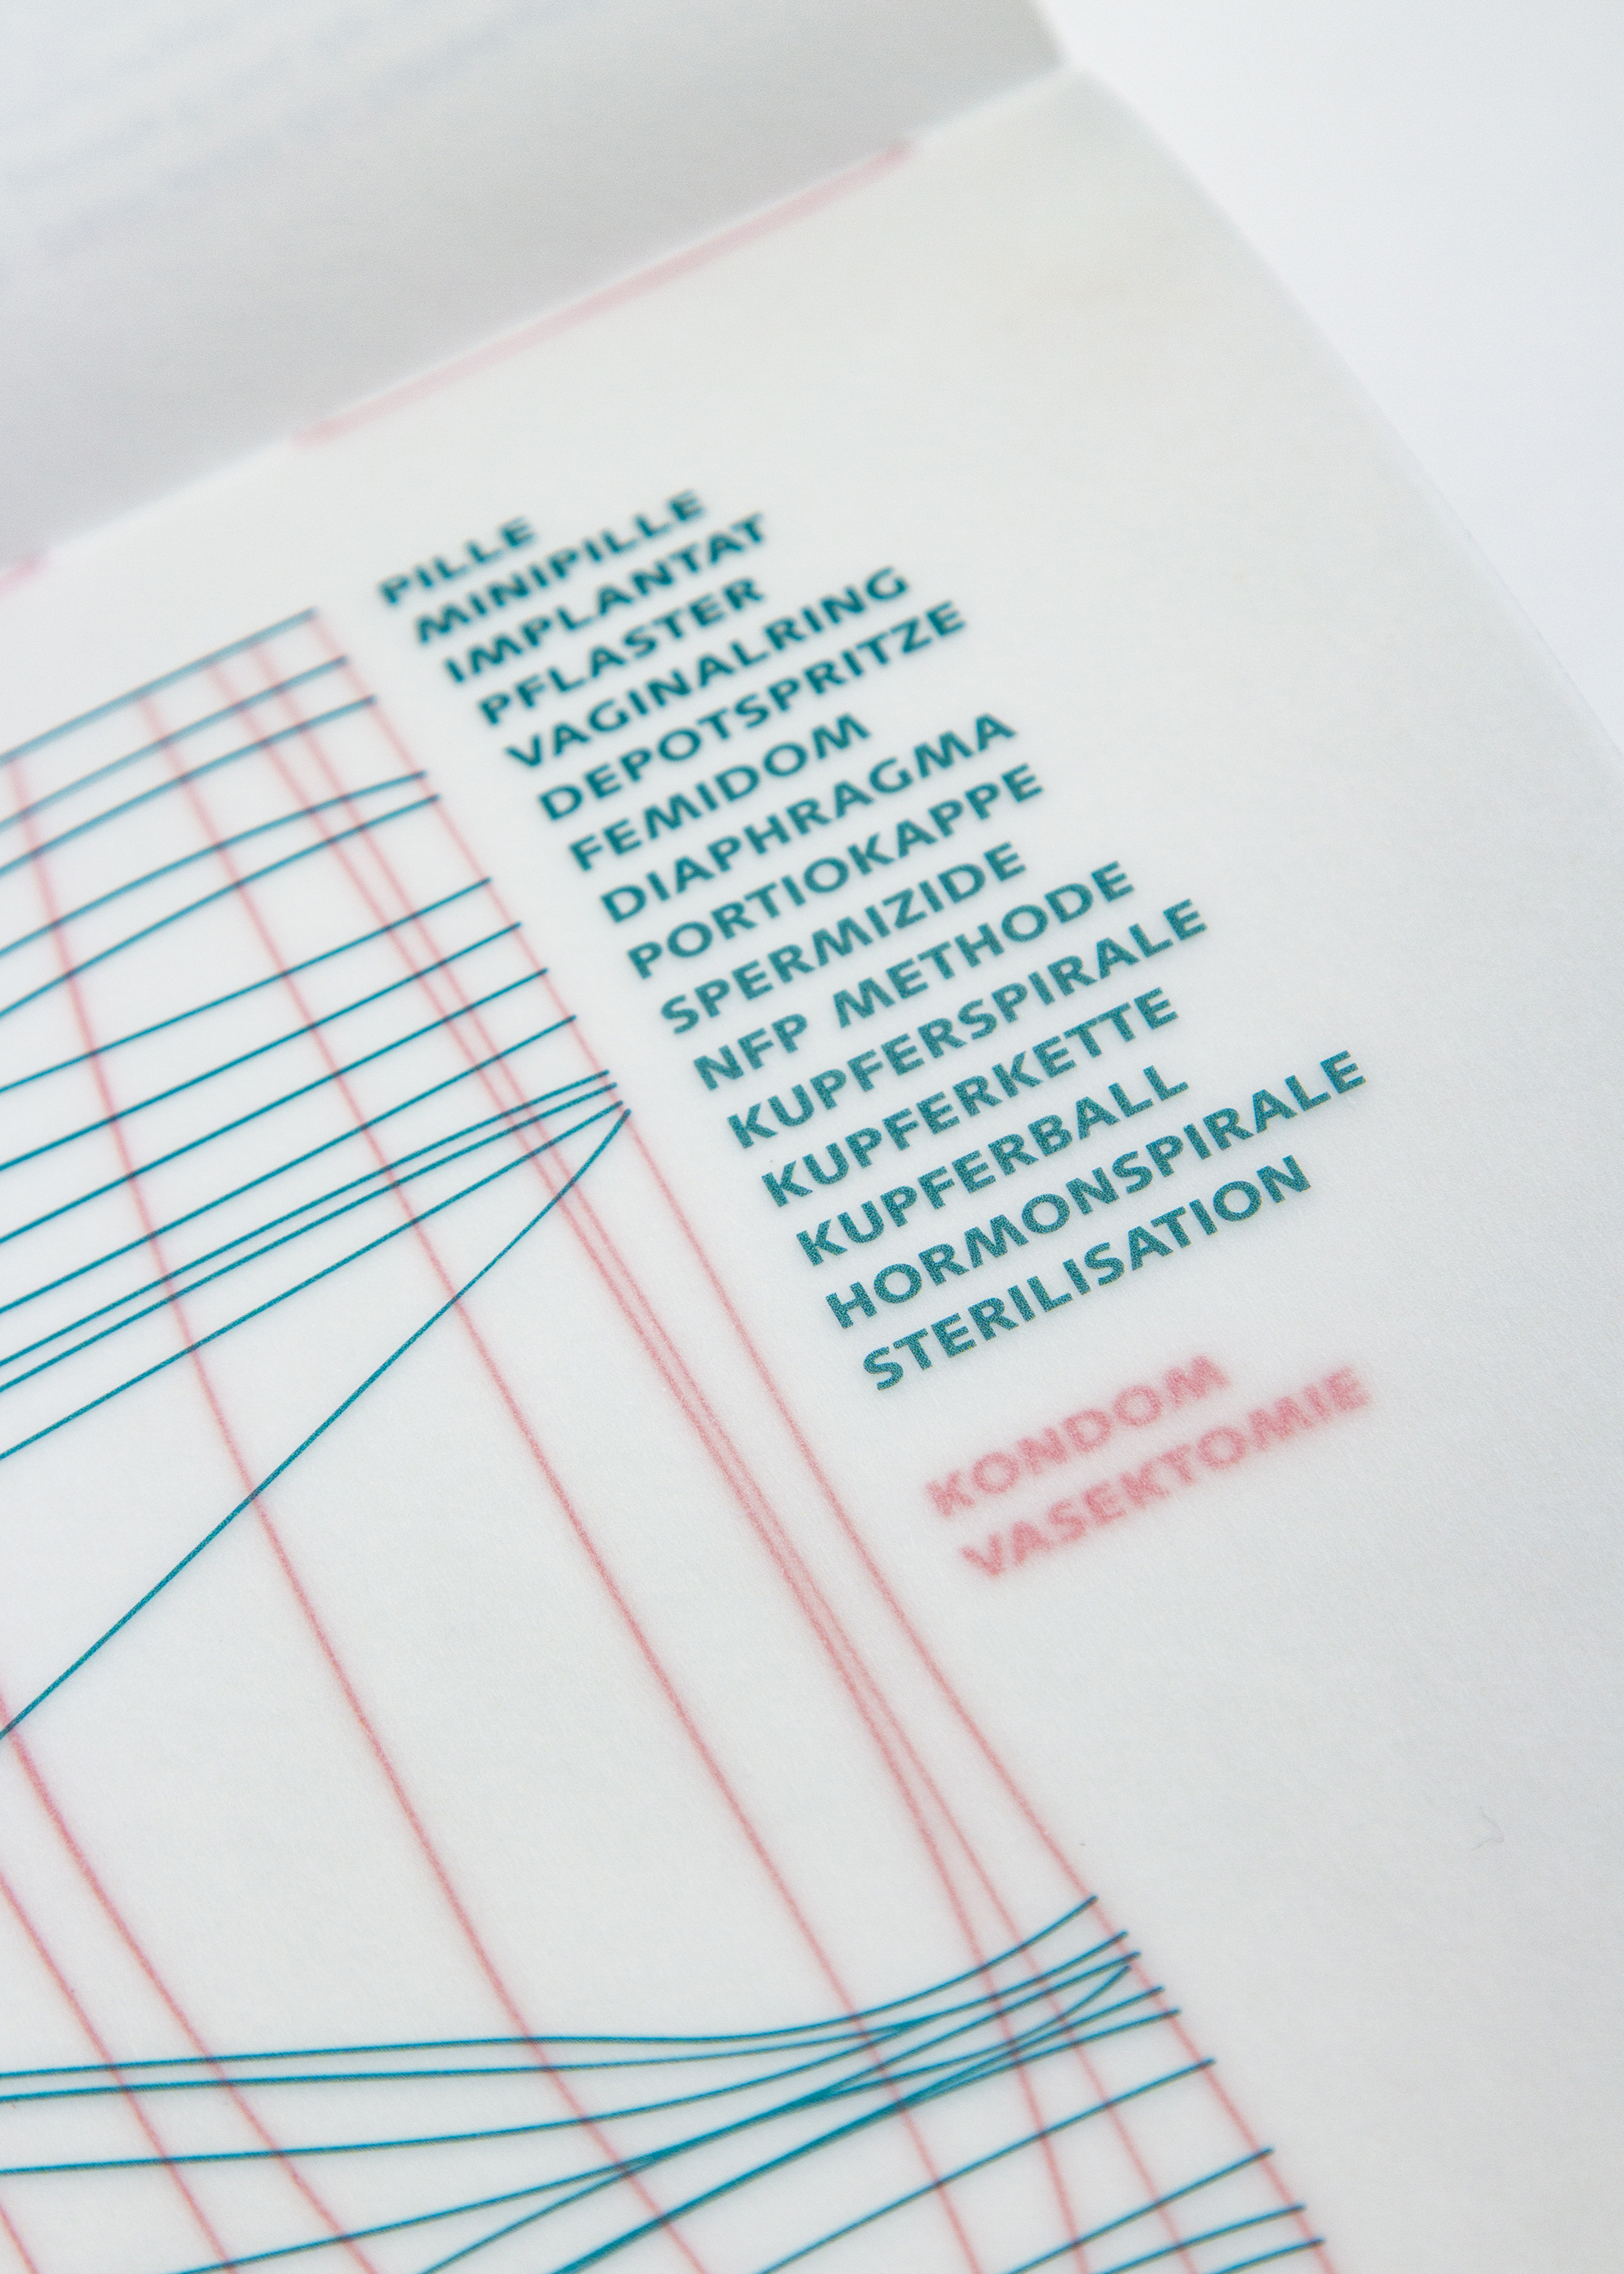 PILLE
MINIPILLE
IMPLANTAT
PFLASTER
VAGINALRING
DEPOTSPRITZE
FEMIDOM
DIAPHRAGMA
PORTIOKAPPE
SPERMIZIDE
NFP METHODE
KUPFERSPIRALE
KUPFERKETTE
KUPFERBALL
HORMONSPIRALE
STERILISATION
KONDOM
VASEKTOMIE